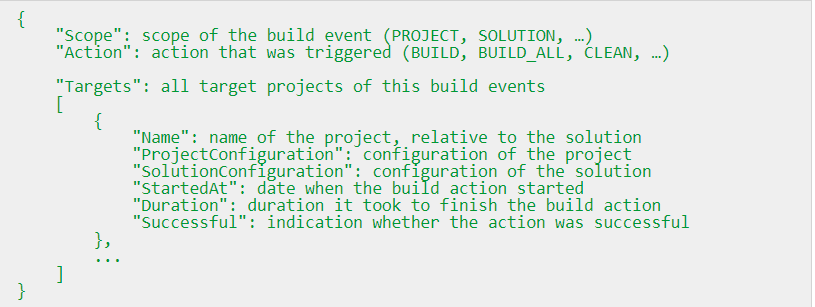 {
"Scope": scope of the build event (PROJECT, SOLUTION, …)
"Action": action that was triggered (BUILD, BUILD_ALL, CLEAN, …)
"Targets": all target projects of this build events
[
{
"Name": name of the project, relative to the solution
"ProjectConfiguration": configuration of the project
"SolutionConfiguration": configuration of the solution
"StartedAt": date when the build action started
"Duration": duration it took to finish the build action
"Successful": indication whether the action was successful
},
...
]
}